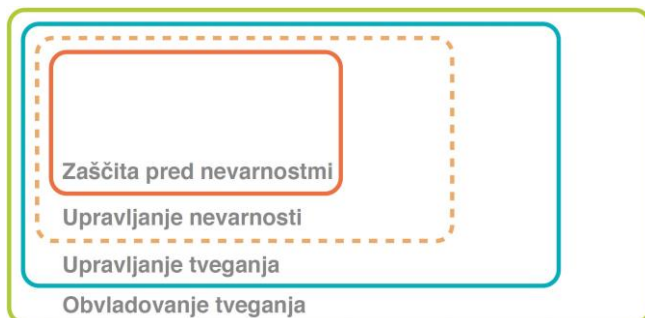 Zaščita pred nevarnostmi
Upravljanje nevarnosti
Upravljanje tveganja
Obvladovanje tveganja